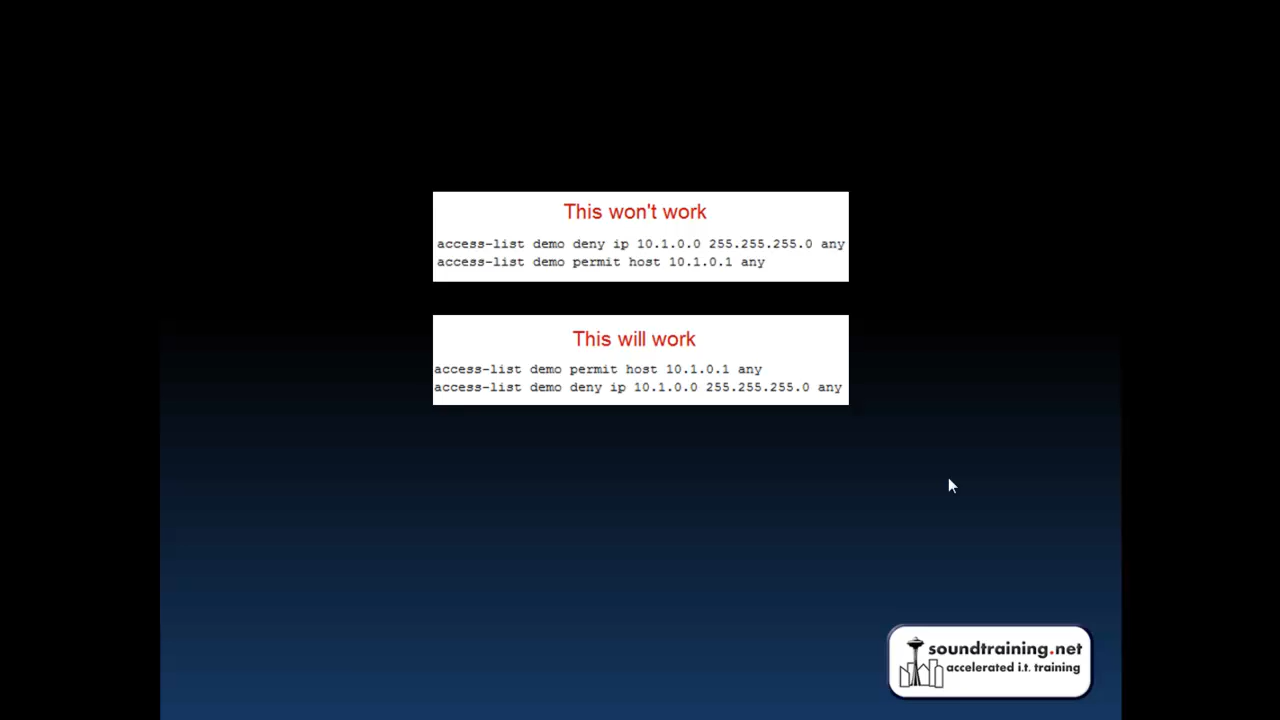 This won't work
access-list demo deny ip 10.1.0.0 255.255.255.0 any
access-list demo permit host 10.1.0.1 any
This will work
access-list demo permit host 10.1.0.1 any
access-list demo deny ip 10.1.0.0 255.255.255.0 any
soundtraining.net
accelerated i.t. training